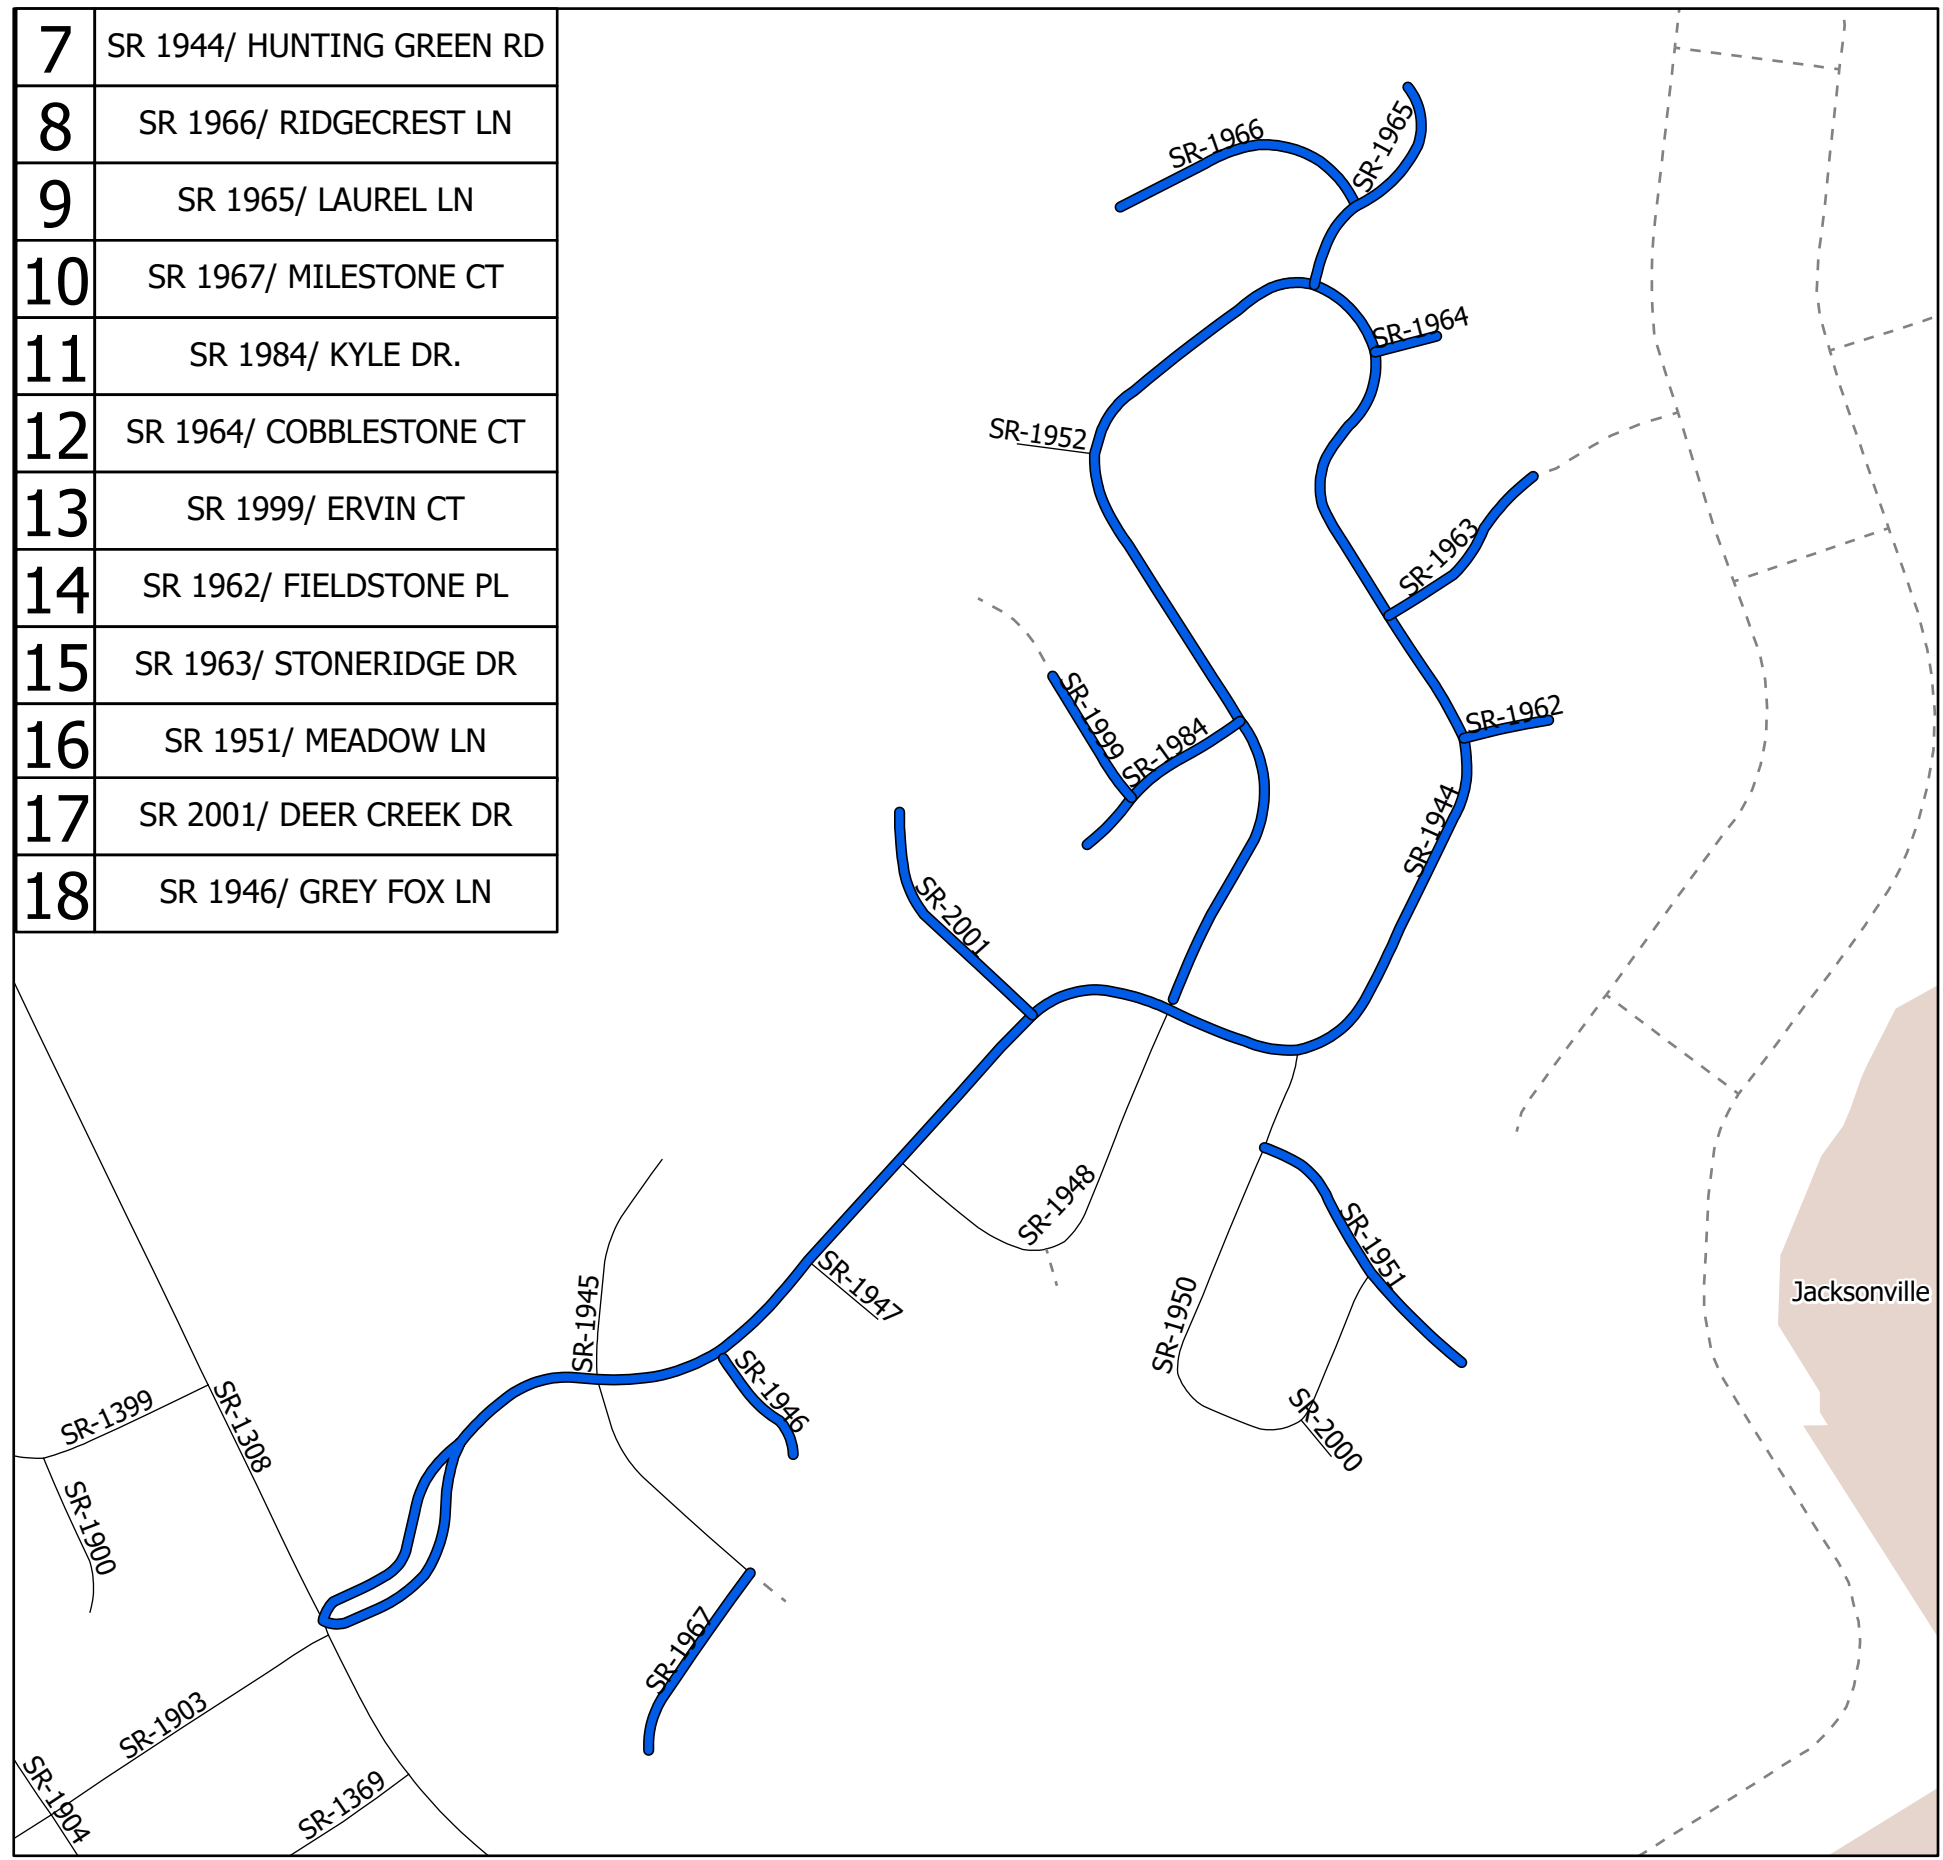 7 SR 1944/ HUNTING GREEN RD
8 SR 1966/ RIDGECREST LN
9 SR 1965/ LAUREL LN
10 SR 1967/ MILESTONE CT
11 SR 1984/ KYLE DR.
12 SR 1964/ COBBLESTONE CT
13 SR 1999/ ERVIN CT
14 SR 1962/ FIELDSTONE PL
15 SR 1963/ STONERIDGE DR
16 SR 1951/ MEADOW LN
17 SR 2001/ DEER CREEK DR
18 SR 1946/ GREY FOX LN
SR-1966
SR-1965
SR-1964
SR-1952
SR-1963
SR-1999
SR-1984
SR-1962
SR-1944
SR-2001
SR-1948
SR-1951
SR-1945
SR-1947
SR-1950
Jacksonville
SR-1946
SR-1399
SR-1308
SR-2000
SR-1900
SR-1967
SR-1903
SR-1904
SR-1369